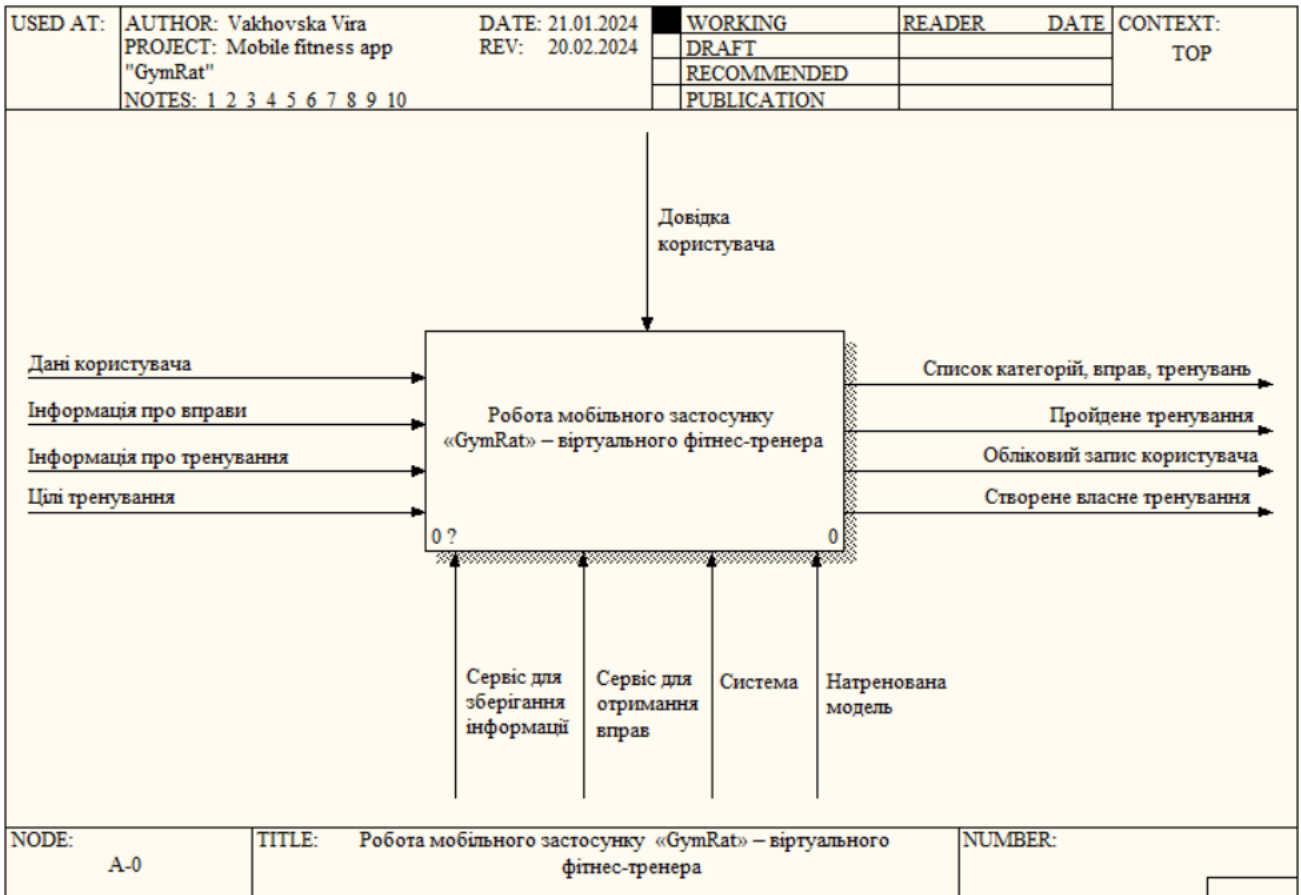 USED AT:
AUTHOR: Vakhovska Vira
DATE: 21.01.2024
PROJECT: Mobile fitness app
REV: 20.02.2024
"GymRat"
NOTES: 1 2 3 4 5 6 7 8 9 10
WORKING
DRAFT
RECOMMENDED
PUBLICATION
READER
DATE
CONTEXT:
TOP
Довідка
користувача
Дані користувача
Інформація про вправи
Інформація про тренування
Цілі тренування
Робота мобільного застосунку
«GymRat» – віртуального фітнес-тренера
0 ?
0
Список категорій, вправ, тренувань
Пройдене тренування
Обліковий запис користувача
Створене власне тренування
Сервіс для
зберігання
інформації
Сервіс для
отримання
вправ
Система
Натренована
модель
NODE:
A-0
TITLE:
Робота мобільного застосунку «GymRat» – віртуального
фітнес-тренера
NUMBER: